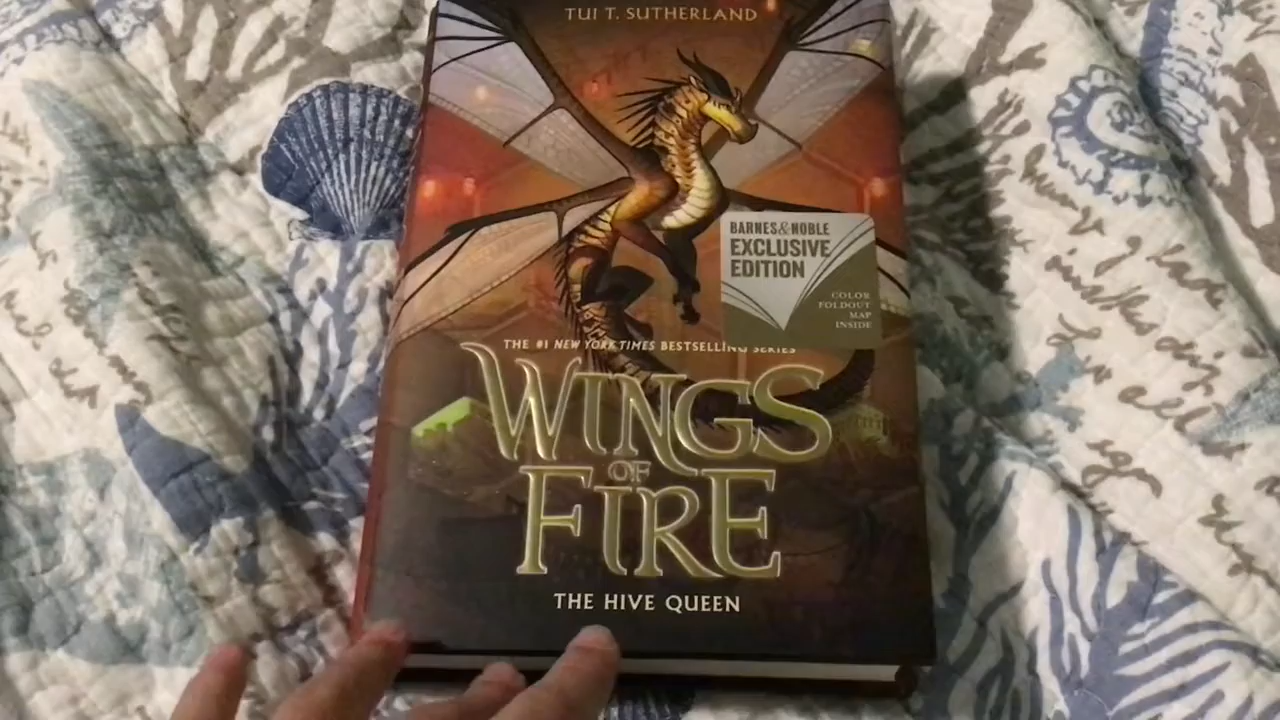 TUI T. SUTHERLAND
BARNES&NOBLE
EXCLUSIVE
EDITION
COLOR
FOLDOUT
MAP
INSIDE
THE #1 NEW YORK TIMES BESTSELLING SERIES
WINGS
OF
FIRE
THE HIVE QUEEN